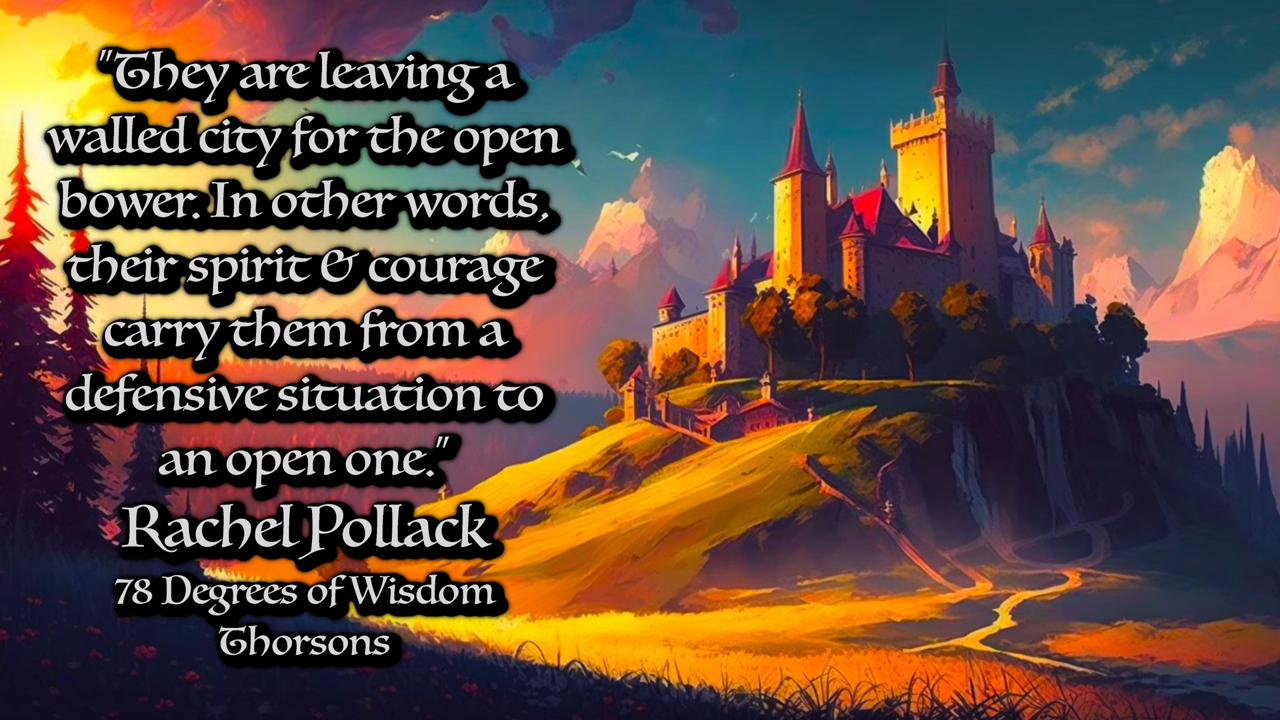 "They are leaving a
walled city for the open
bower. In other words,
their spirit & courage
carry them from a
defensive situation to
an open one."
Rachel Pollack
78 Degrees of Wisdom
Thorsons